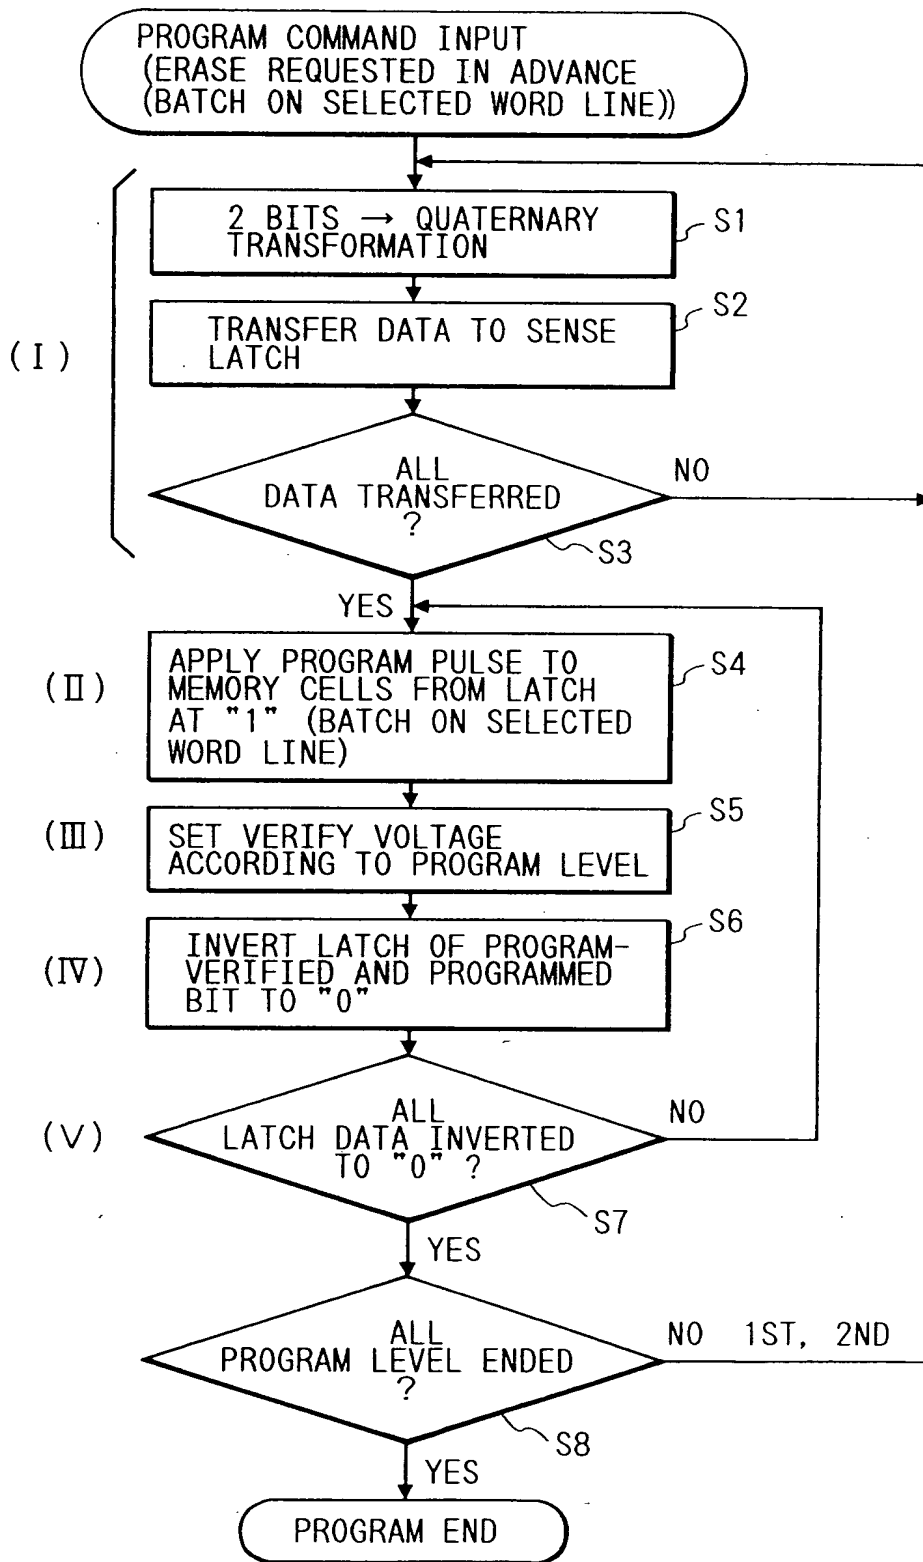 PROGRAM COMMAND INPUT
(ERASE REQUESTED IN ADVANCE
(BATCH ON SELECTED WORD LINE))
(I)
2 BITS → QUATERNARY
TRANSFORMATION
S1
TRANSFER DATA TO SENSE
LATCH
S2
ALL
DATA TRANSFERRED
?
NO
S3
YES
(II)
APPLY PROGRAM PULSE TO
MEMORY CELLS FROM LATCH
AT "1" (BATCH ON SELECTED
WORD LINE)
S4
(III)
SET VERIFY VOLTAGE
ACCORDING TO PROGRAM LEVEL
S5
(IV)
INVERT LATCH OF PROGRAM-
VERIFIED AND PROGRAMMED
BIT TO "0"
S6
(V)
ALL
LATCH DATA INVERTED
TO "0" ?
NO
S7
YES
ALL
PROGRAM LEVEL ENDED
?
NO 1ST, 2ND
S8
YES
PROGRAM END